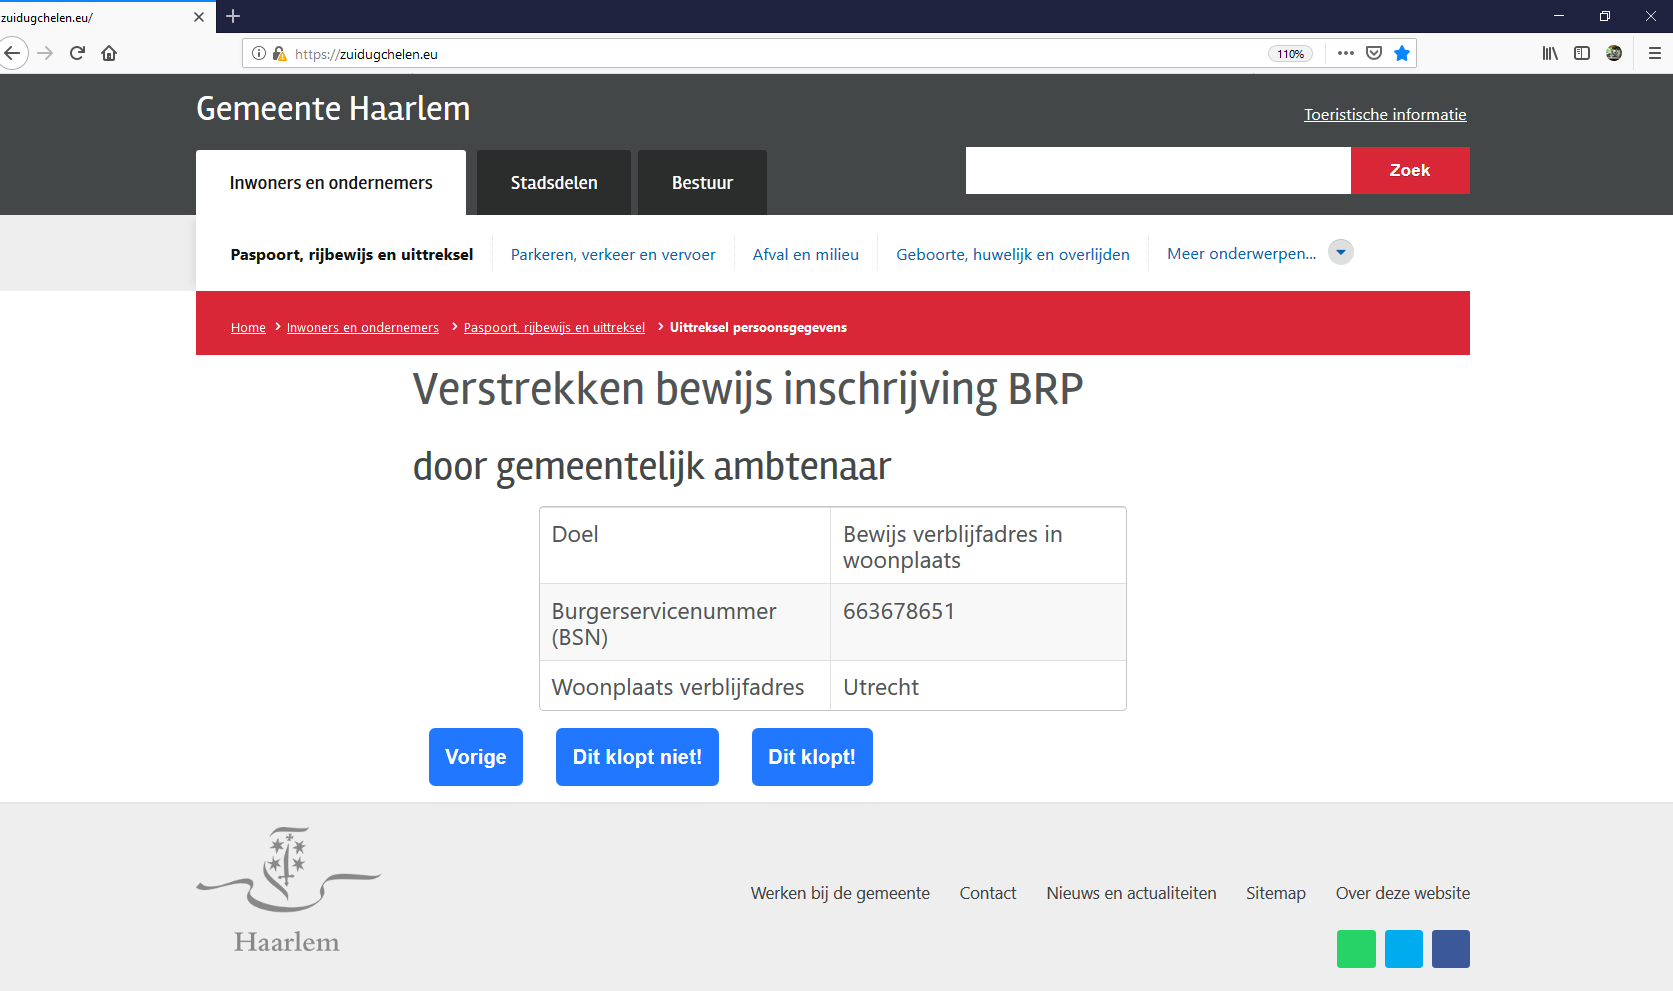 zuidugchelen.eu/
https://zuidugchelen.eu
110%
Gemeente Haarlem
Toeristische informatie
Inwoners en ondernemers
Stadsdelen
Bestuur
Zoek
Paspoort, rijbewijs en uittreksel
Parkeren, verkeer en vervoer
Afval en milieu
Geboorte, huwelijk en overlijden
Meer onderwerpen...
Home > Inwoners en ondernemers > Paspoort, rijbewijs en uittreksel > Uittreksel persoonsgegevens
Verstrekken bewijs inschrijving BRP
door gemeentelijk ambtenaar
Doel
Bewijs verblijfadres in
woonplaats
Burgerservicenummer
(BSN)
663678651
Woonplaats verblijfadres
Utrecht
Vorige
Dit klopt niet!
Dit klopt!
Haarlem
Werken bij de gemeente
Contact
Nieuws en actualiteiten
Sitemap
Over deze website